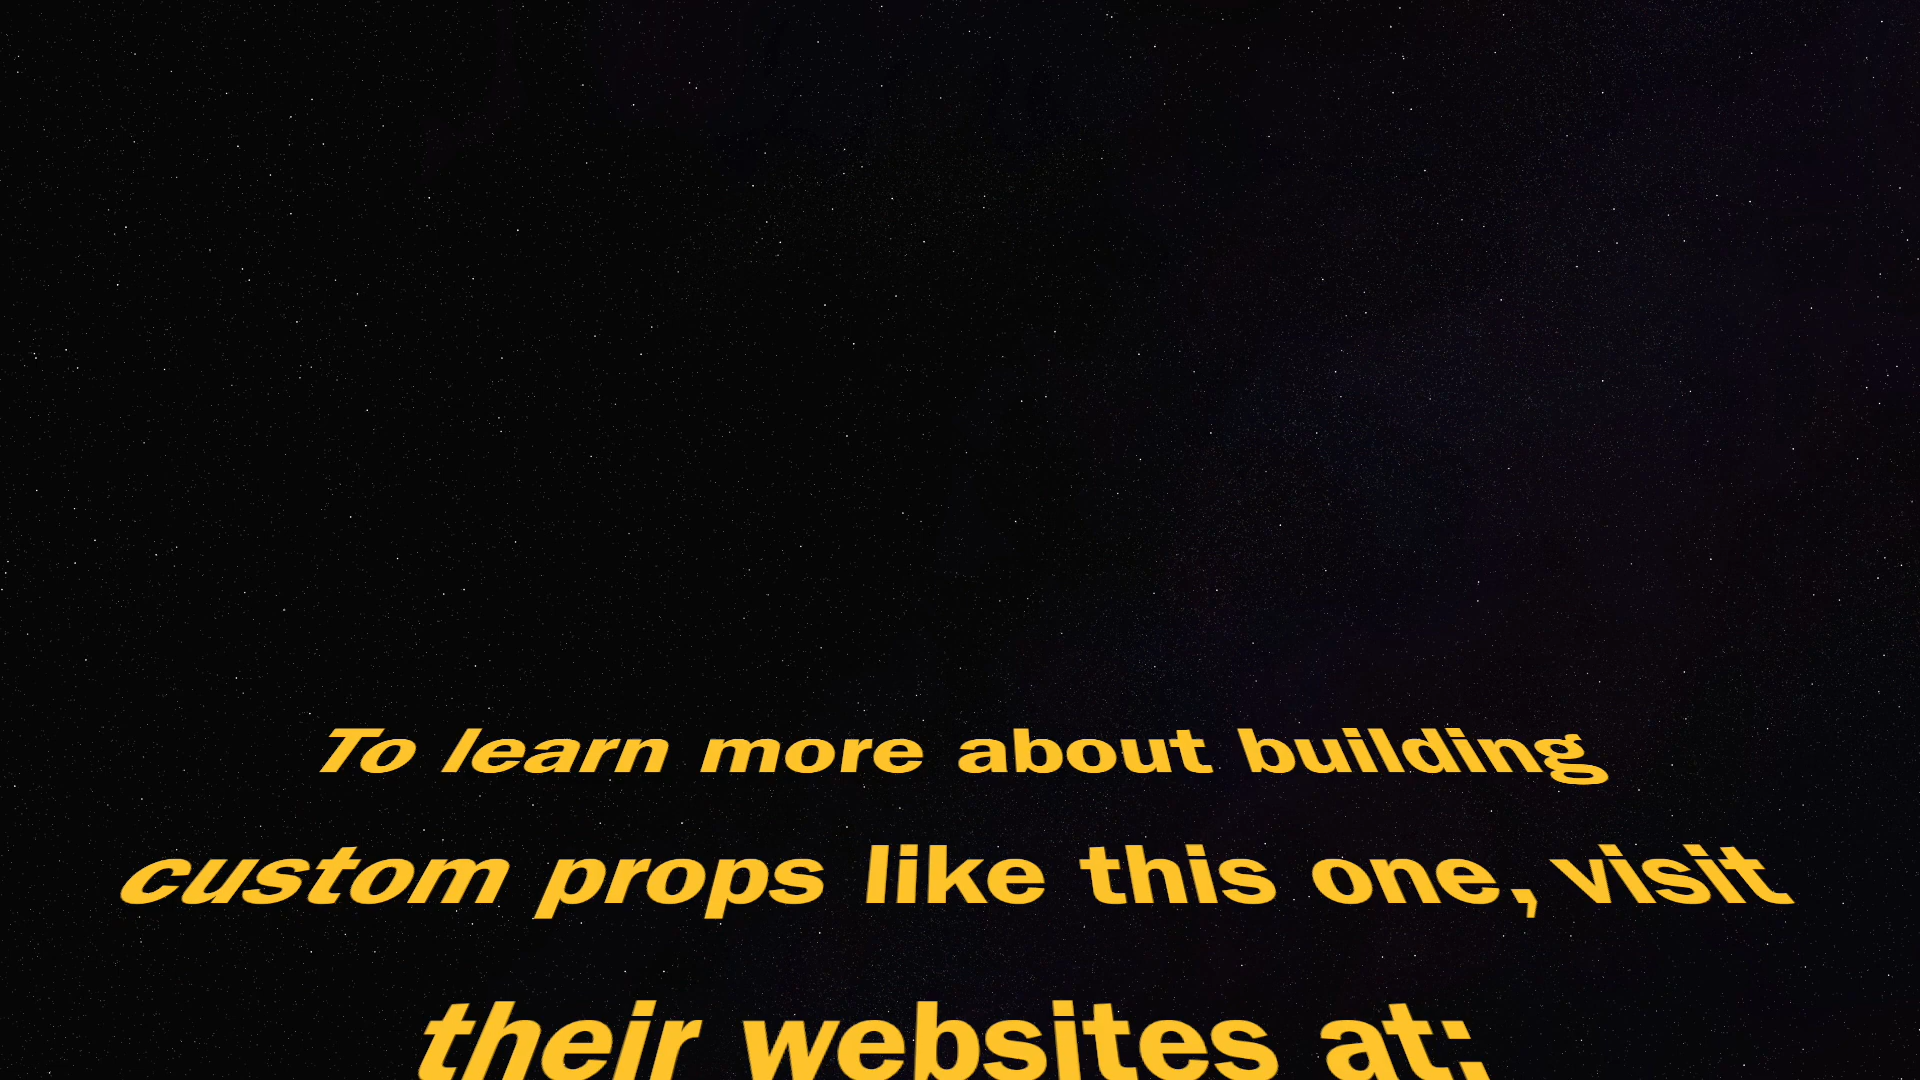 To learn more about building
custom props like this one, visit
their websites at: